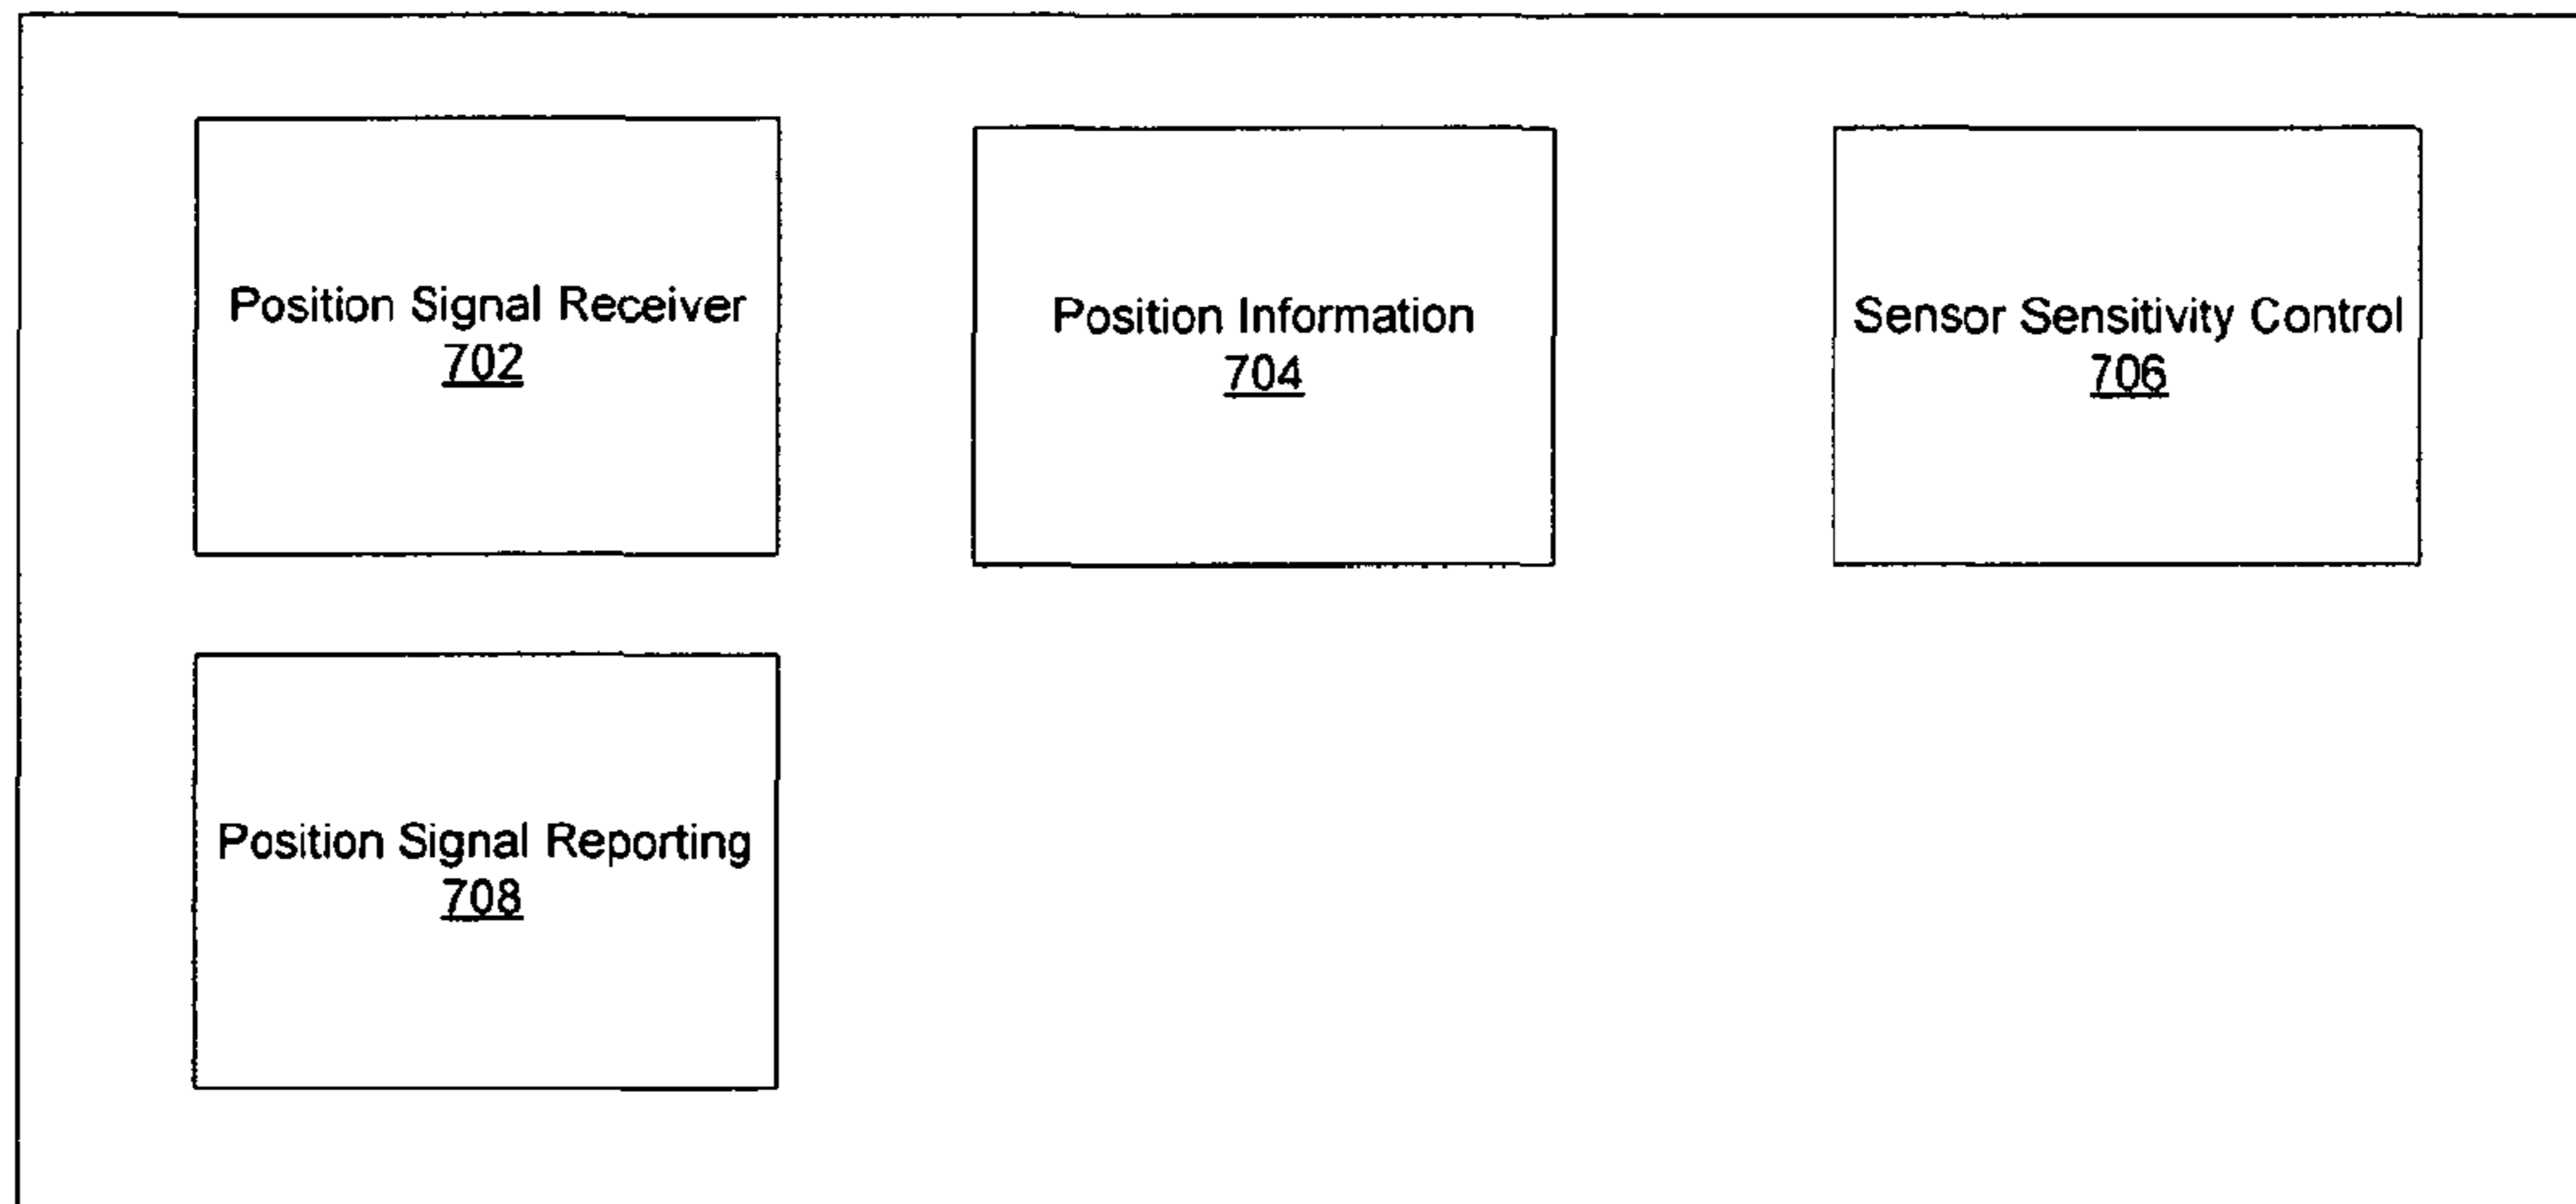 Position Signal Receiver
702
Position Information
704
Sensor Sensitivity Control
706
Position Signal Reporting
708